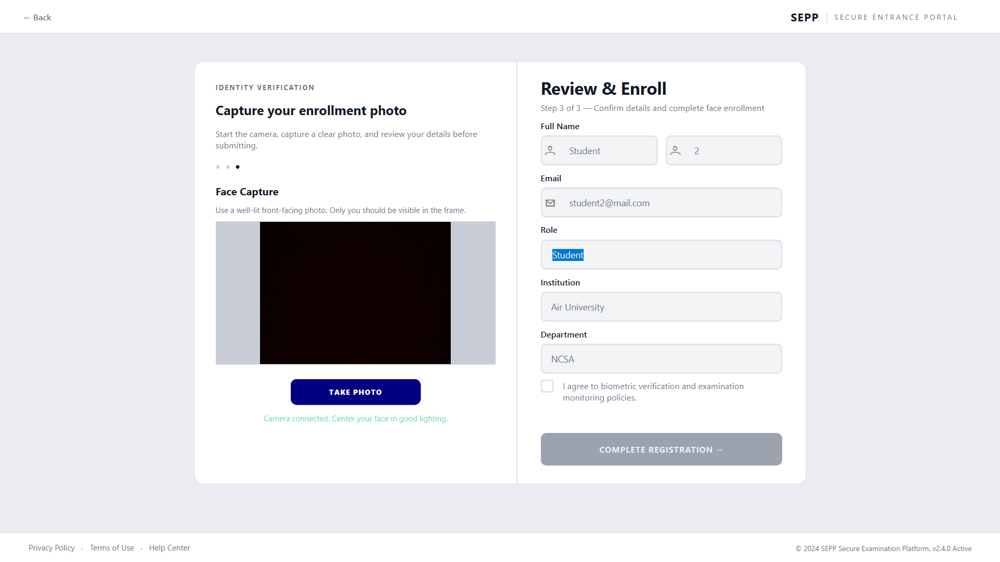 ← Back
SEPP | SECURE ENTRANCE PORTAL
IDENTITY VERIFICATION
Capture your enrollment photo
Start the camera, capture a clear photo, and review your details before
submitting.
Face Capture
Use a well-lit front-facing photo. Only you should be visible in the frame.
TAKE PHOTO
Camera connected. Center your face in good lighting.
Review & Enroll
Step 3 of 3 — Confirm details and complete face enrollment
Full Name
Student
2
Email
student2@mail.com
Role
Student
Institution
Air University
Department
NCSA
I agree to biometric verification and examination
monitoring policies.
COMPLETE REGISTRATION →
Privacy Policy · Terms of Use · Help Center
© 2024 SEPP Secure Examination Platform. v2.4.0 Active